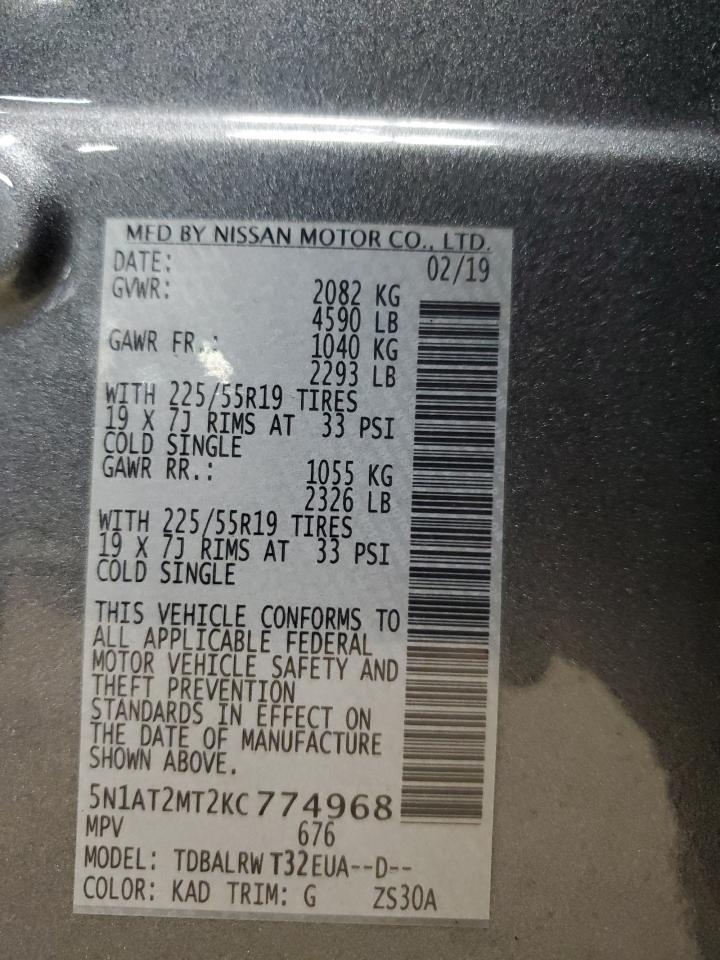 MFD BY NISSAN MOTOR CO., LTD.
DATE: 02/19
GVWR: 2082 KG
4590 LB
GAWR FR.: 1040 KG
2293 LB
WITH 225/55R19 TIRES
19 X 7J RIMS AT 33 PSI
COLD SINGLE
GAWR RR.: 1055 KG
2326 LB
WITH 225/55R19 TIRES
19 X 7J RIMS AT 33 PSI
COLD SINGLE
THIS VEHICLE CONFORMS TO
ALL APPLICABLE FEDERAL
MOTOR VEHICLE SAFETY AND
THEFT PREVENTION
STANDARDS IN EFFECT ON
THE DATE OF MANUFACTURE
SHOWN ABOVE.
5N1AT2MT2KC774968
MPV 676
MODEL: TDBALRW T32EUA--D--
COLOR: KAD TRIM: G ZS30A